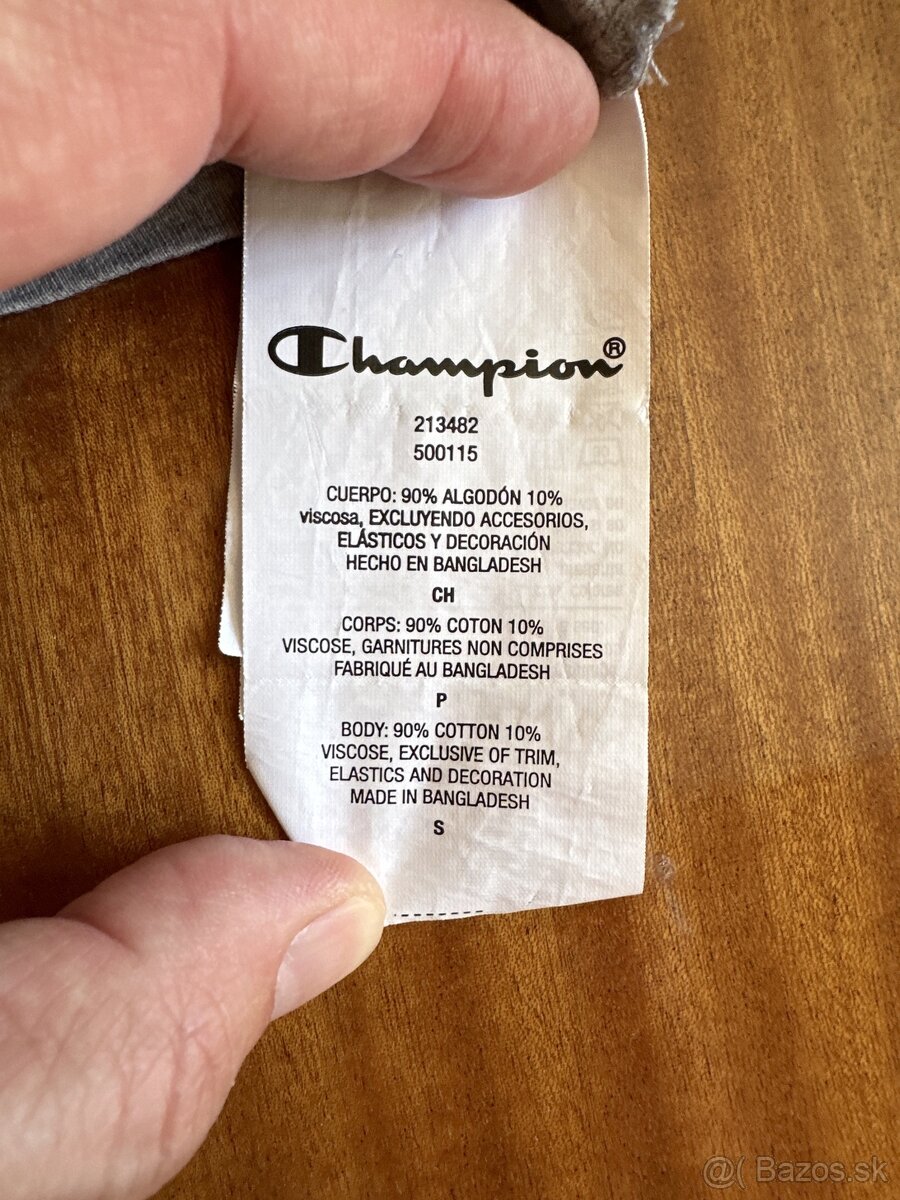 Champion®
213482
500115
CUERPO: 90% ALGODÓN 10%
viscosa, EXCLUYENDO ACCESORIOS,
ELÁSTICOS Y DECORACIÓN
HECHO EN BANGLADESH
CH
CORPS: 90% COTON 10%
VISCOSE, GARNITURES NON COMPRISES
FABRIQUÉ AU BANGLADESH
P
BODY: 90% COTTON 10%
VISCOSE, EXCLUSIVE OF TRIM,
ELASTICS AND DECORATION
MADE IN BANGLADESH
S
@( Bazos.sk